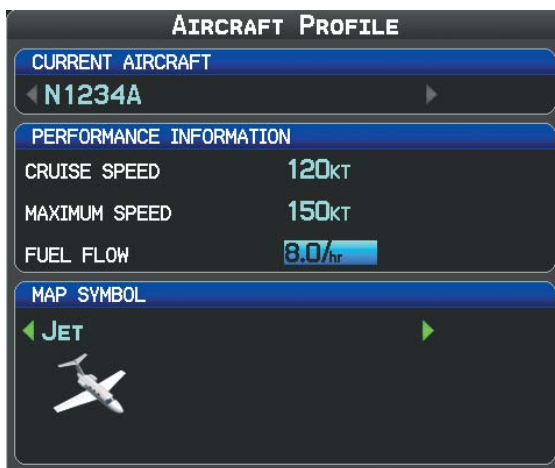 AIRCRAFT PROFILE
CURRENT AIRCRAFT
N1234A
PERFORMANCE INFORMATION
CRUISE SPEED 120KT
MAXIMUM SPEED 150KT
FUEL FLOW 8.0/hr
MAP SYMBOL
JET